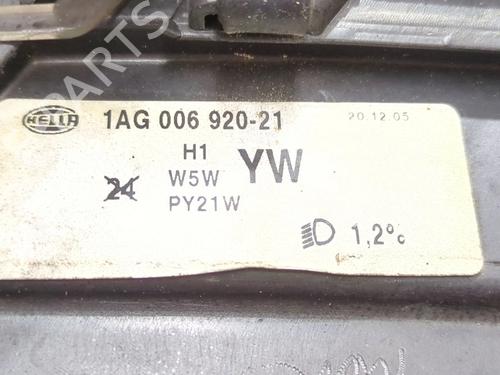 B-PARTS
HELLA
1AG 006 920-21
20.12.05
H1
YW
24
W5W
PY21W
1,2°c